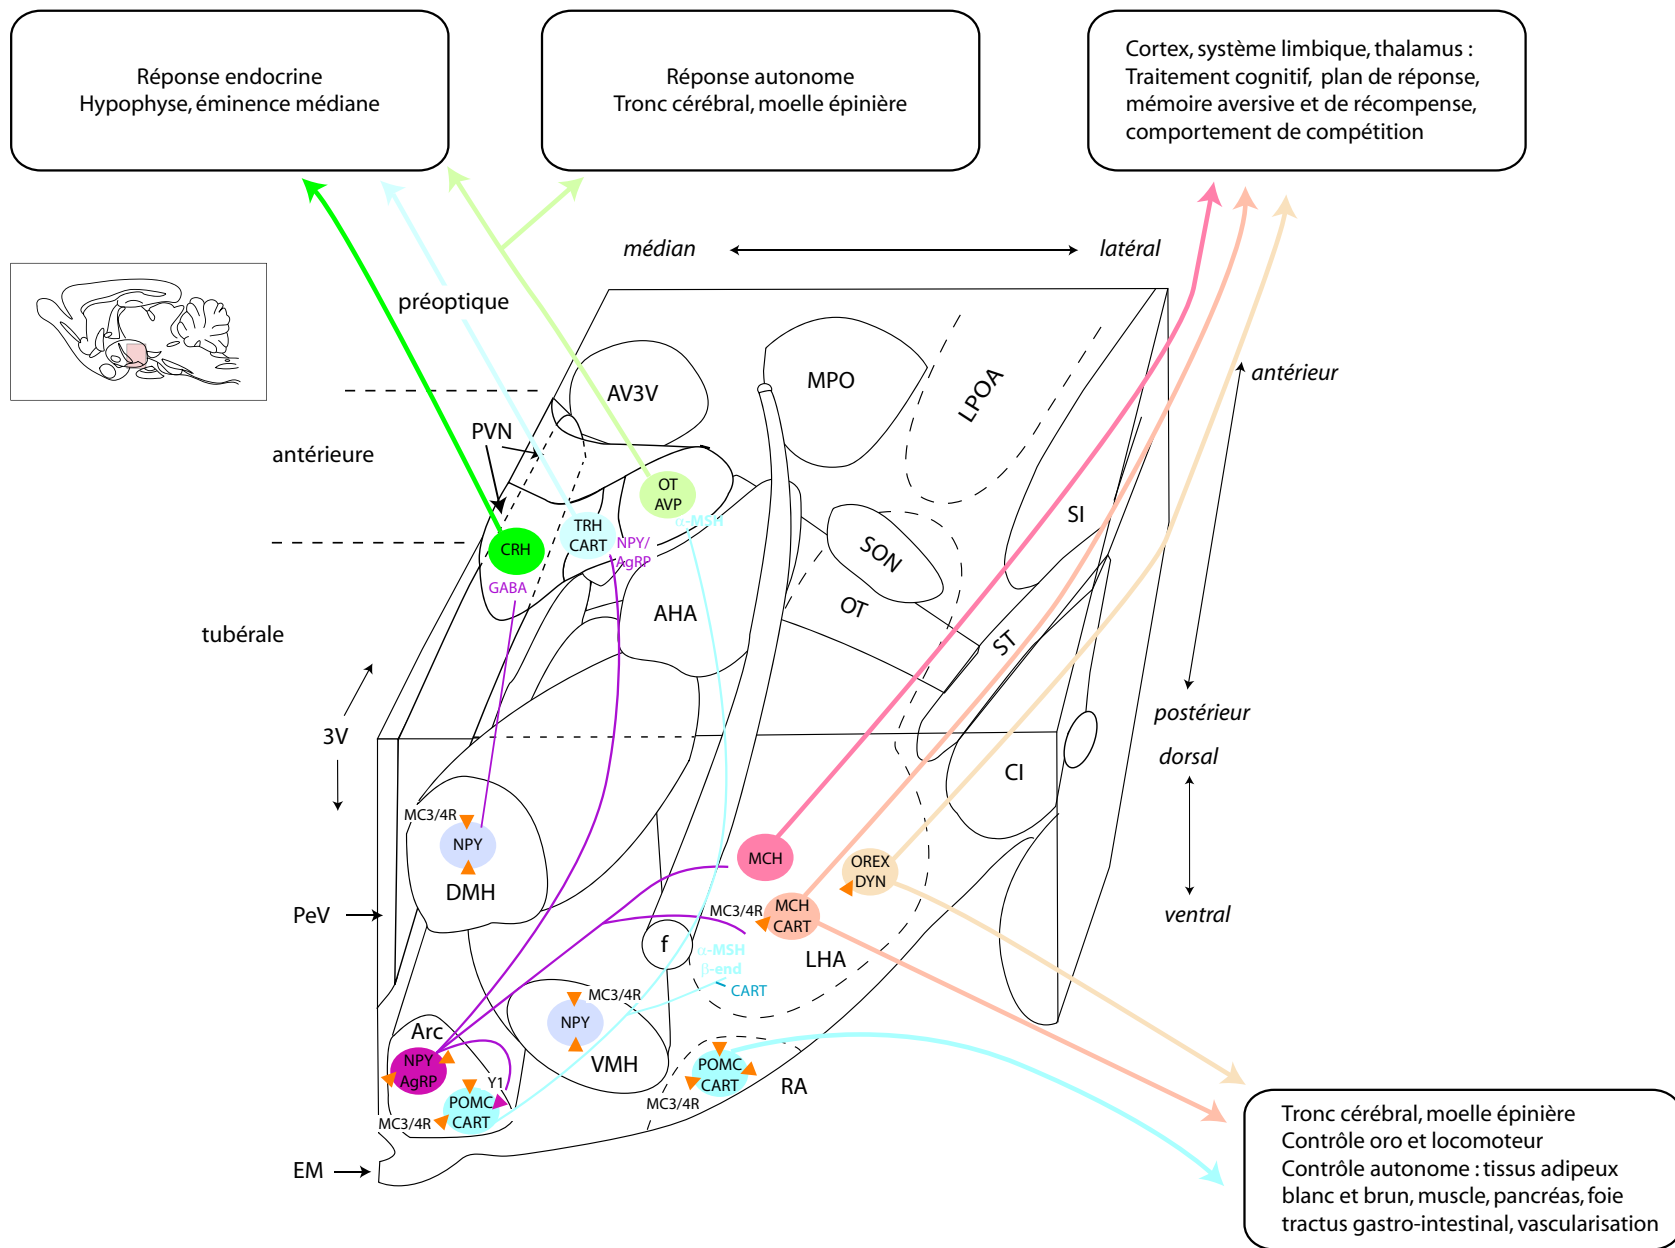 Réponse endocrine
Hypophyse, éminence médiane
Réponse autonome
Tronc cérébral, moelle épinière
Cortex, système limbique, thalamus :
Traitement cognitif, plan de réponse,
mémoire aversive et de récompense,
comportement de compétition
médian
latéral
préoptique
antérieur
AV3V
MPO
LPOA
PVN
antérieure
OT
AVP
α-MSH
SI
TRH
CART
NPY/
AgRP
CRH
GABA
SON
OT
AHA
tubérale
ST
3V
postérieur
dorsal
CI
MC3/4R
NPY
DMH
MCH
OREX
DYN
MC3/4R
MCH
CART
PeV
ventral
f
α-MSH
β-end
CART
LHA
MC3/4R
NPY
VMH
Arc
NPY
AgRP
Y1
POMC
CART
MC3/4R
POMC
CART
MC3/4R
RA
EM
Tronc cérébral, moelle épinière
Contrôle oro et locomoteur
Contrôle autonome : tissus adipeux
blanc et brun, muscle, pancréas, foie
tractus gastro-intestinal, vascularisation